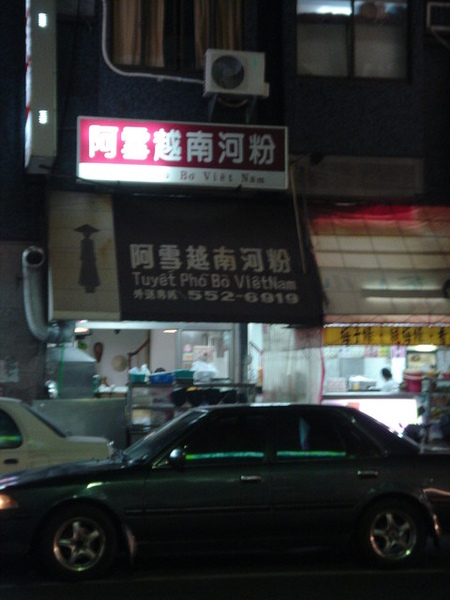 阿雪越南河粉
Bơ Việt Nam
阿雪越南河粉
Tuyết Phở Bò ViệtNam
外送專線 552-6919